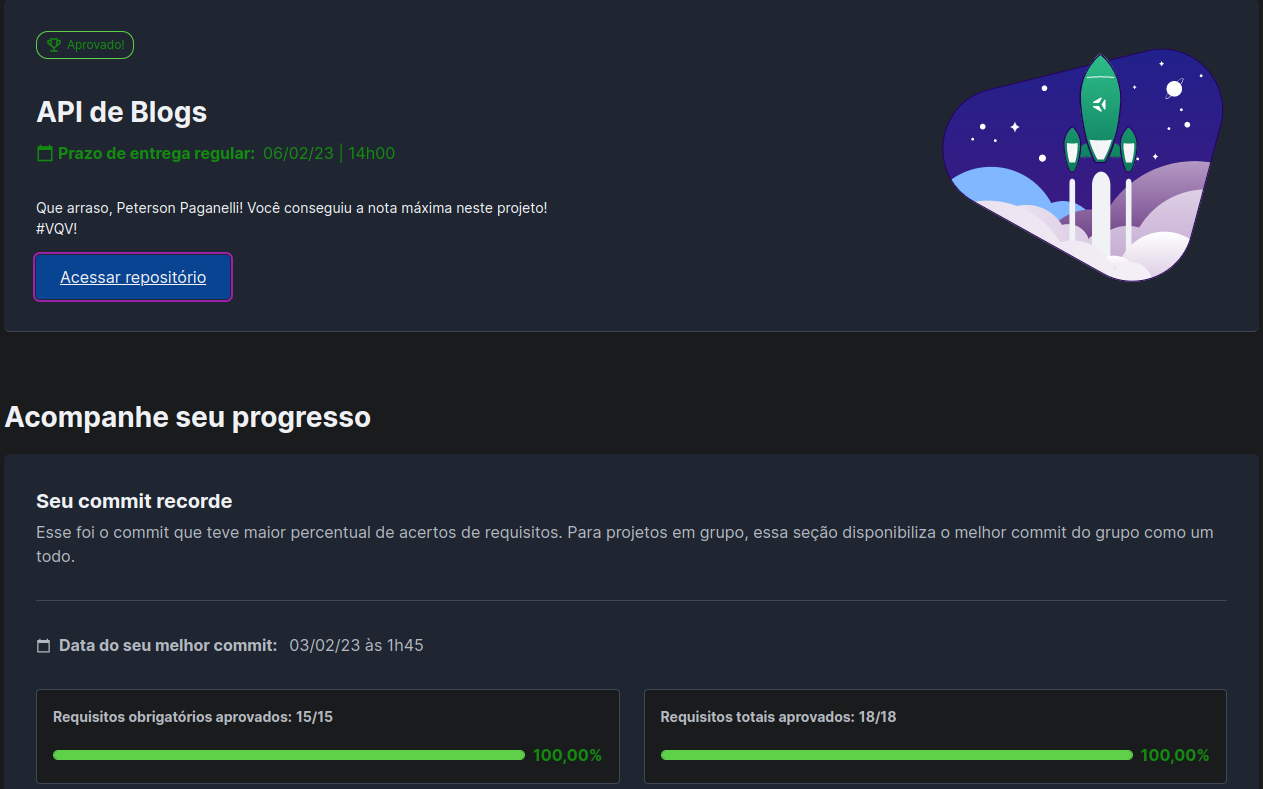 Aprovado!
API de Blogs
Prazo de entrega regular: 06/02/23 | 14h00
Que arraso, Peterson Paganelli! Você conseguiu a nota máxima neste projeto!
#VQV!
Acessar repositório
Acompanhe seu progresso
Seu commit recorde
Esse foi o commit que teve maior percentual de acertos de requisitos. Para projetos em grupo, essa seção disponibiliza o melhor commit do grupo como um
todo.
Data do seu melhor commit: 03/02/23 às 1h45
Requisitos obrigatórios aprovados: 15/15
100,00%
Requisitos totais aprovados: 18/18
100,00%